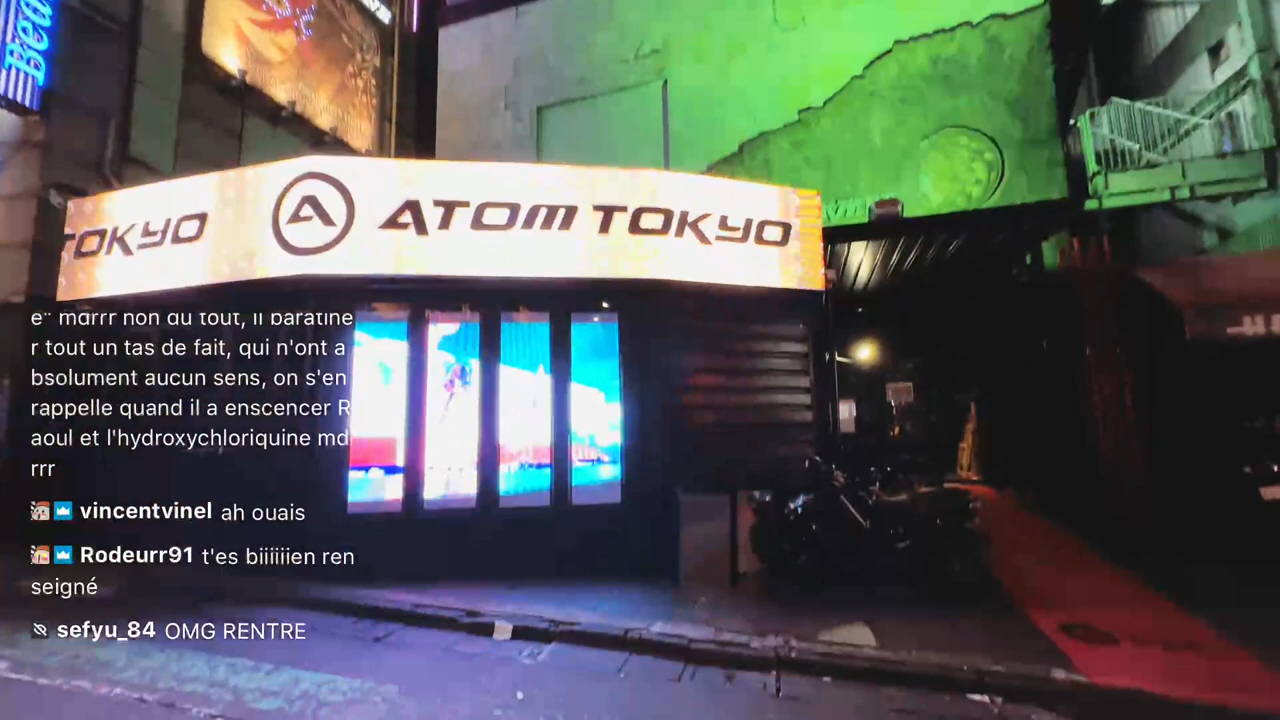 Bea
TOKYO
A ATOM TOKYO
e" mdrrr non du tout, il baratine
r tout un tas de fait, qui n'ont a
bsolument aucun sens, on s'en
rappelle quand il a enscencer R
aoul et l'hydroxychloriquine md
rrr
vincentvinel ah ouais
Rodeurr91 t'es biiiiiien ren
seigné
sefyu_84 OMG RENTRE